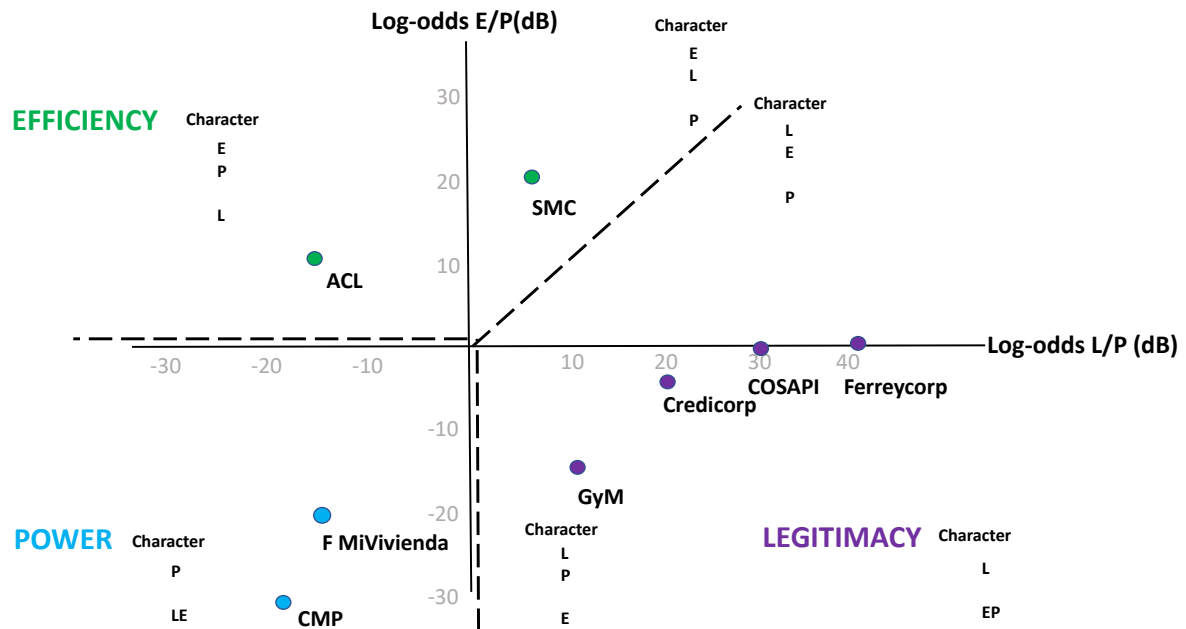 Log-odds E/P(dB)
Character
E
L
P
30
Character
L
E
P
EFFICIENCY
Character
E
P
L
20
SMC
10
ACL
-30
-20
-10
10
20
30
40
Log-odds L/P (dB)
Credicorp
COSAPI
Ferreycorp
-10
GyM
-20
F MiVivienda
POWER
Character
P
LE
CMP
-30
Character
L
P
E
LEGITIMACY
Character
L
EP